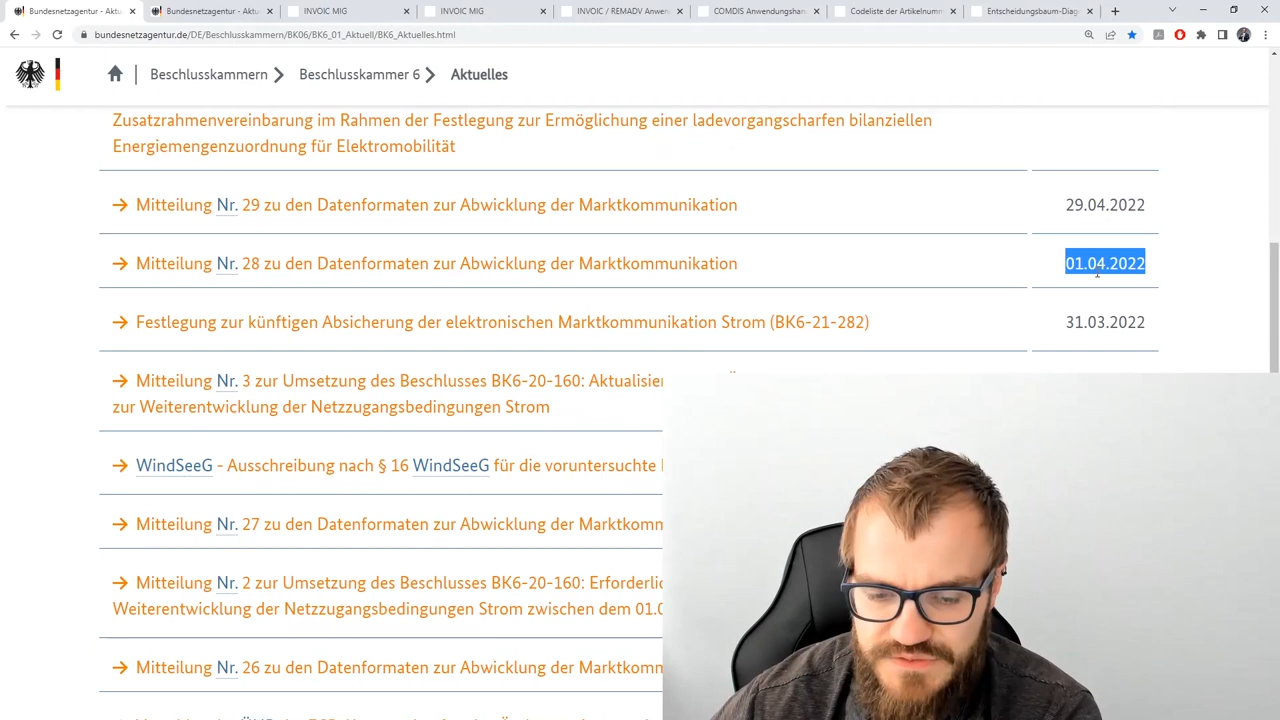 Bundesnetzagentur - Aktu
Bundesnetzagentur - Aktu
INVOIC MIG
INVOIC MIG
INVOIC / REMADV Anwen
COMDIS Anwendungshan
Codeliste der Artikelnumm
Entscheidungsbaum-Diag
bundesnetzagentur.de/DE/Beschlusskammern/BK06/BK6_01_Aktuell/BK6_Aktuelles.html
Beschlusskammern
Beschlusskammer 6
Aktuelles
Zusatzrahmenvereinbarung im Rahmen der Festlegung zur Ermöglichung einer ladevorgangscharfen bilanziellen
Energiemengenzuordnung für Elektromobilität
Mitteilung Nr. 29 zu den Datenformaten zur Abwicklung der Marktkommunikation 29.04.2022
Mitteilung Nr. 28 zu den Datenformaten zur Abwicklung der Marktkommunikation 01.04.2022
Festlegung zur künftigen Absicherung der elektronischen Marktkommunikation Strom (BK6-21-282) 31.03.2022
Mitteilung Nr. 3 zur Umsetzung des Beschlusses BK6-20-160: Aktualisier
zur Weiterentwicklung der Netzzugangsbedingungen Strom
WindSeeG - Ausschreibung nach § 16 WindSeeG für die voruntersuchte
Mitteilung Nr. 27 zu den Datenformaten zur Abwicklung der Marktkomm
Mitteilung Nr. 2 zur Umsetzung des Beschlusses BK6-20-160: Erforderlic
Weiterentwicklung der Netzzugangsbedingungen Strom zwischen dem 01.0
Mitteilung Nr. 26 zu den Datenformaten zur Abwicklung der Marktkomm